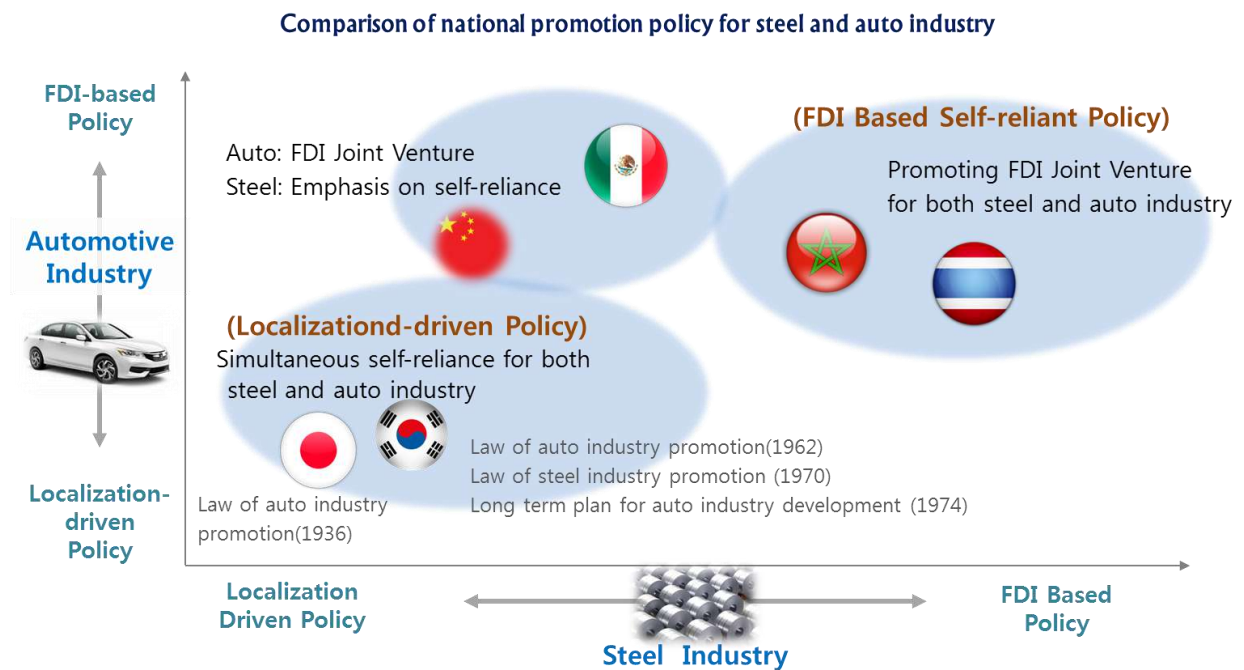 Comparison of national promotion policy for steel and auto industry
FDI-based
Policy
(FDI Based Self-reliant Policy)
Auto: FDI Joint Venture
Steel: Emphasis on self-reliance
Promoting FDI Joint Venture
for both steel and auto industry
Automotive
Industry
(Localizationd-driven Policy)
Simultaneous self-reliance for both
steel and auto industry
Law of auto industry promotion(1962)
Law of steel industry promotion (1970)
Long term plan for auto industry development (1974)
Localization-
driven
Policy
Law of auto industry
promotion(1936)
Localization
Driven Policy
FDI Based
Policy
Steel Industry